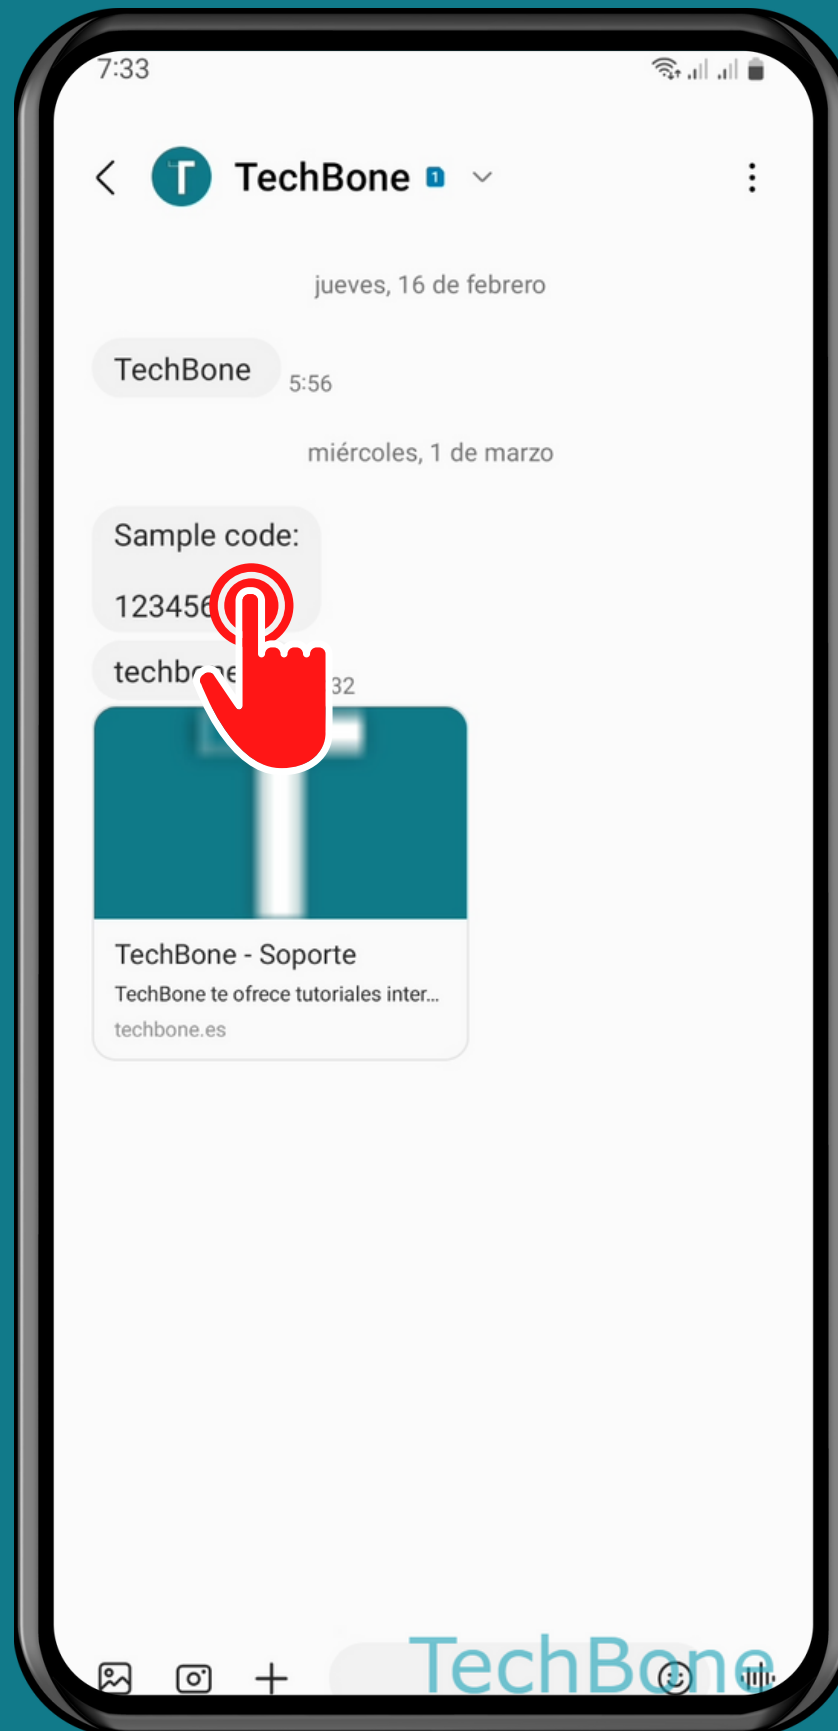 7:33
TechBone 1
jueves, 16 de febrero
TechBone
5:56
miércoles, 1 de marzo
Sample code:
TechBone - Soporte
TechBone te ofrece tutoriales inter...
techbone.es
TechBone